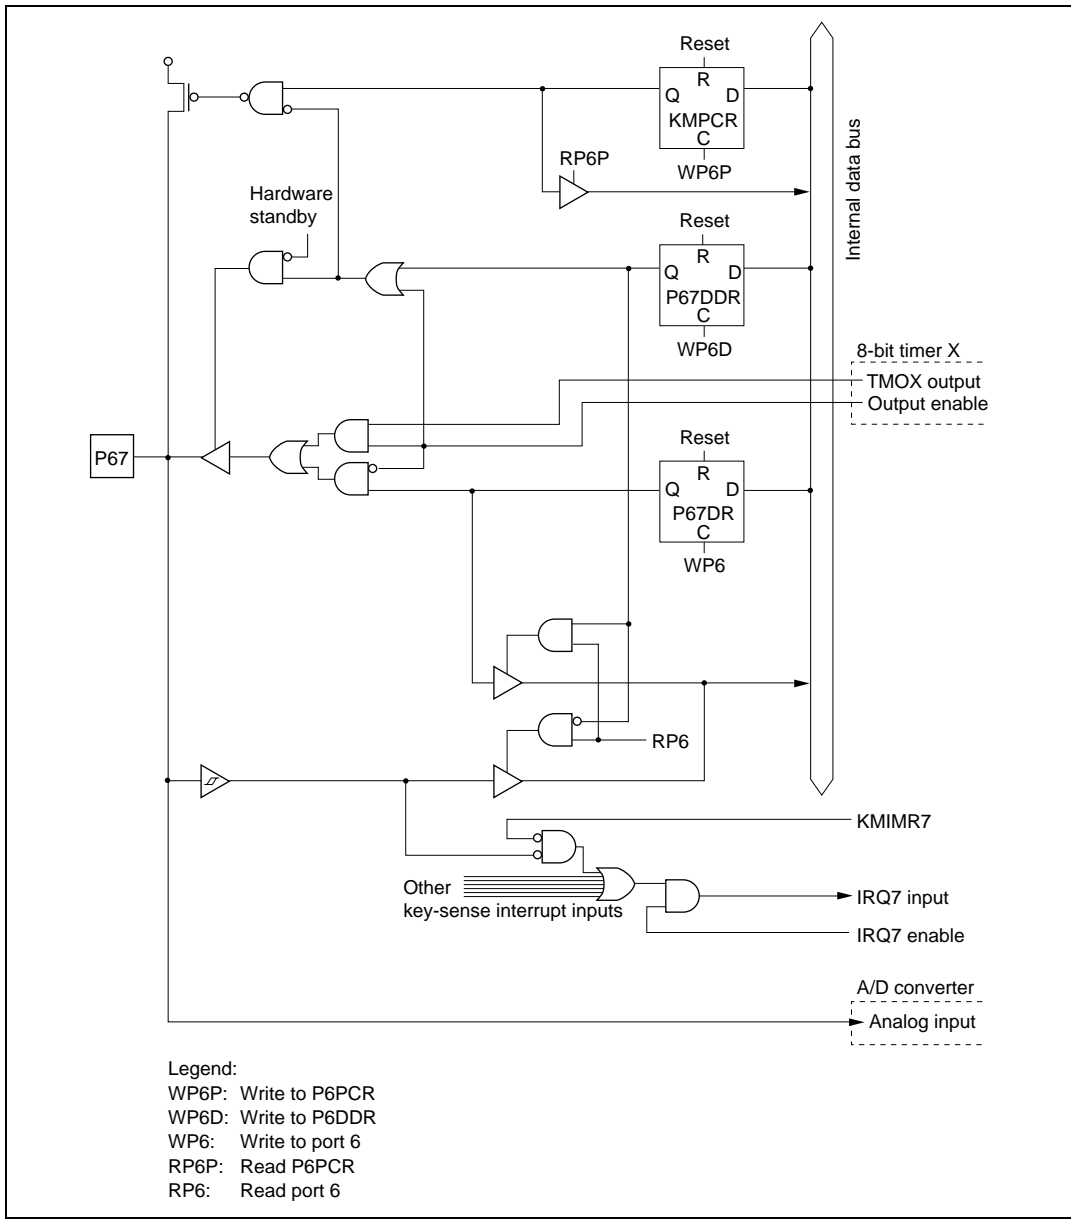 Reset
R
Q D
KMPCR
C
WP6P
RP6P
Internal data bus
Hardware
standby
Reset
R
Q D
P67DDR
C
WP6D
8-bit timer X
TMOX output
Output enable
P67
Reset
R
Q D
P67DR
C
WP6
RP6
KMIMR7
Other
key-sense interrupt inputs
IRQ7 input
IRQ7 enable
A/D converter
Analog input
Legend:
WP6P: Write to P6PCR
WP6D: Write to P6DDR
WP6: Write to port 6
RP6P: Read P6PCR
RP6: Read port 6